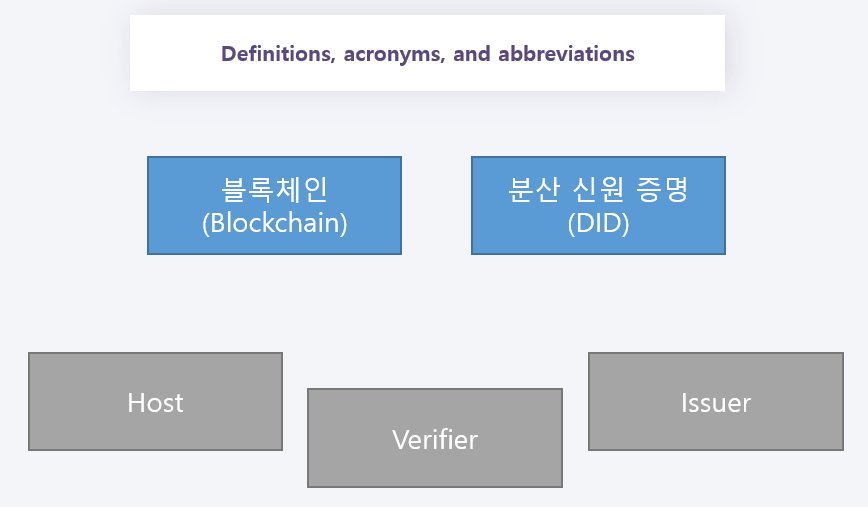 Definitions, acronyms, and abbreviations
블록체인
(Blockchain)
분산 신원 증명
(DID)
Host
Verifier
Issuer